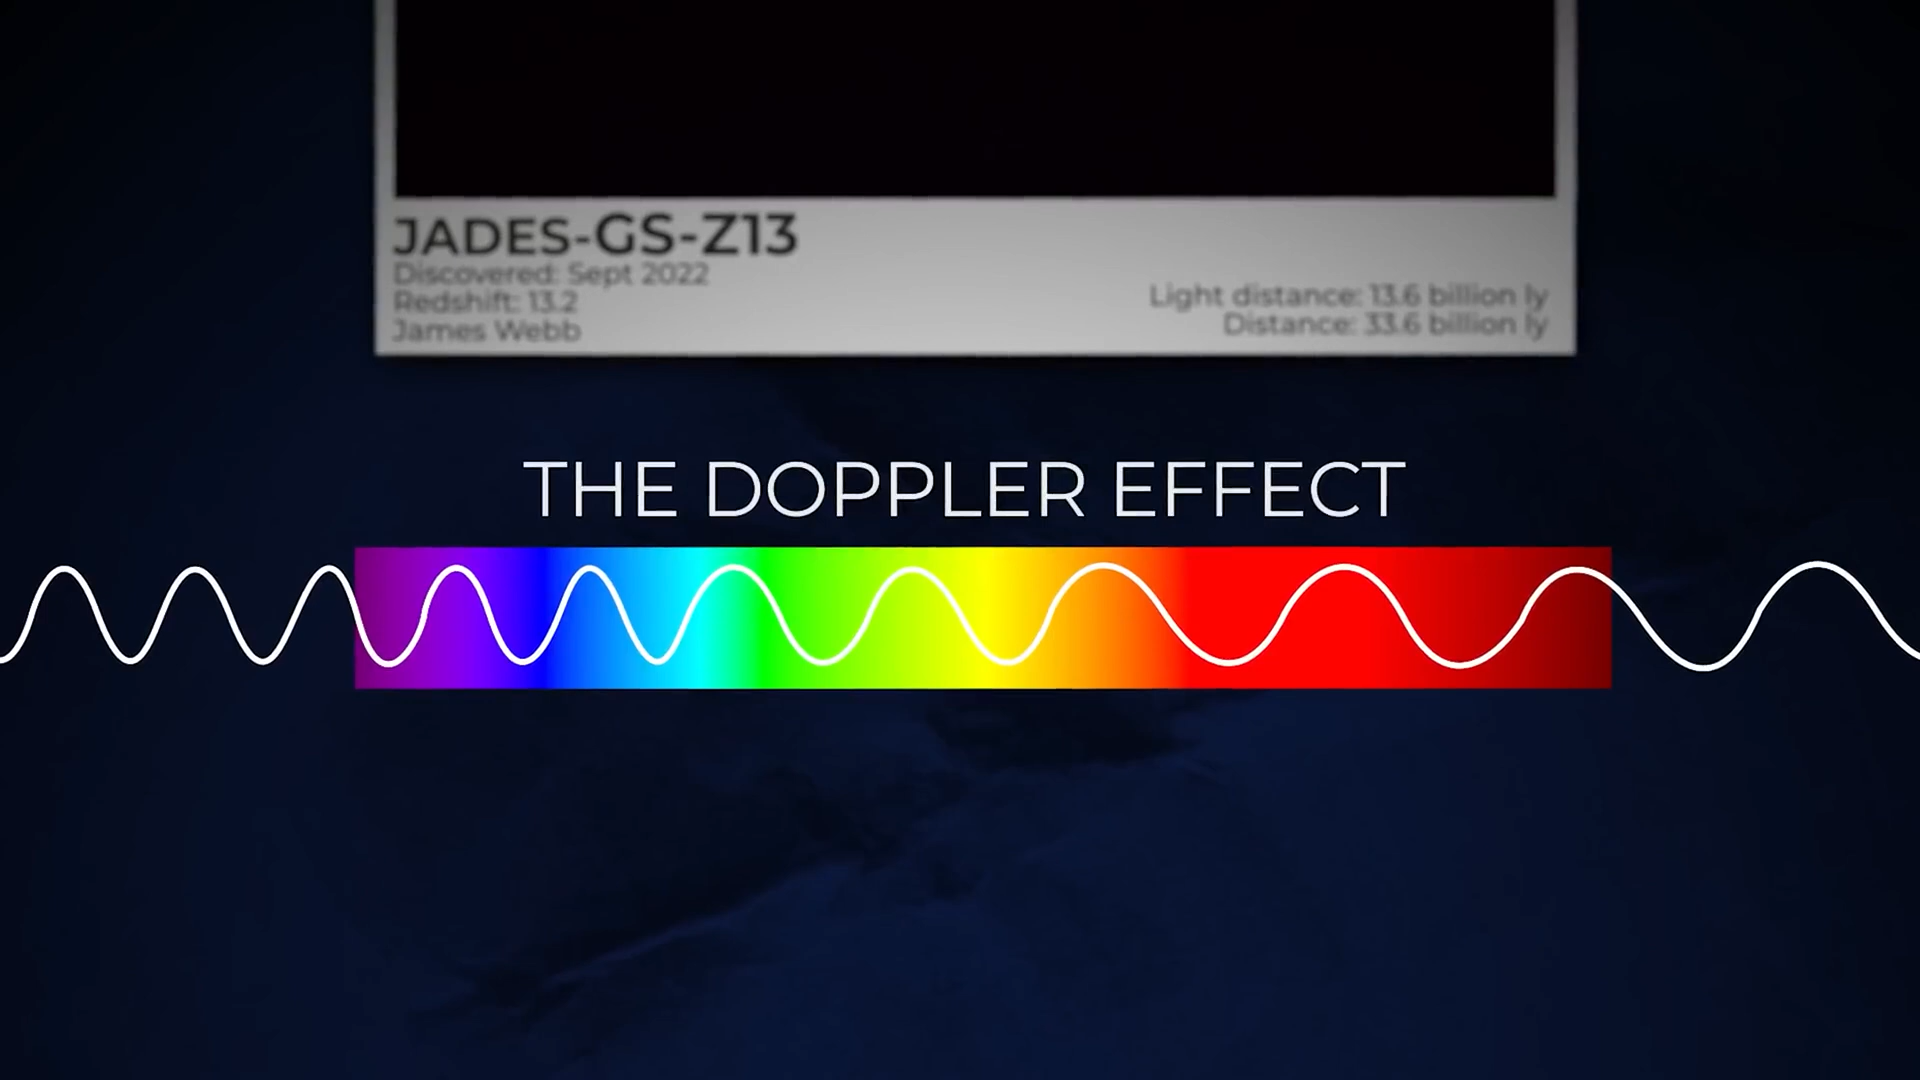 JADES-GS-Z13
Discovered: Sept 2022
Redshift: 13.2
James Webb
Light distance: 13.6 billion ly
Distance: 33.6 billion ly
THE DOPPLER EFFECT